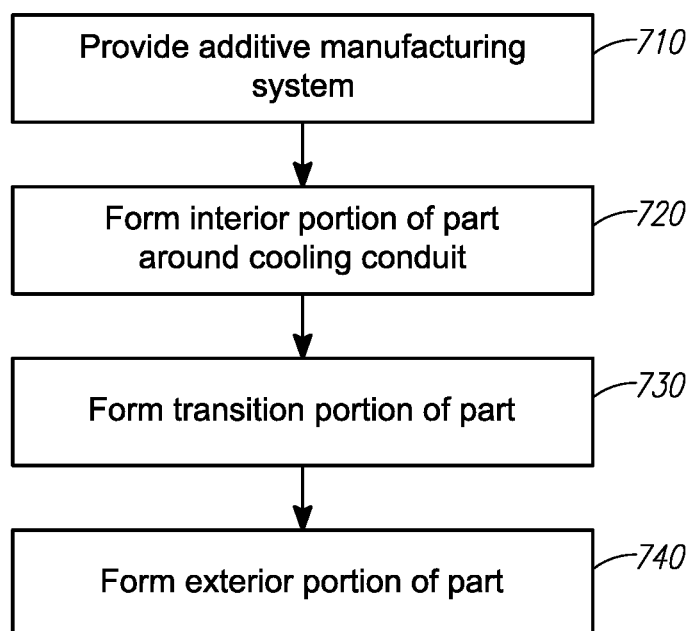 Provide additive manufacturing
system
710
Form interior portion of part
around cooling conduit
720
Form transition portion of part
730
Form exterior portion of part
740